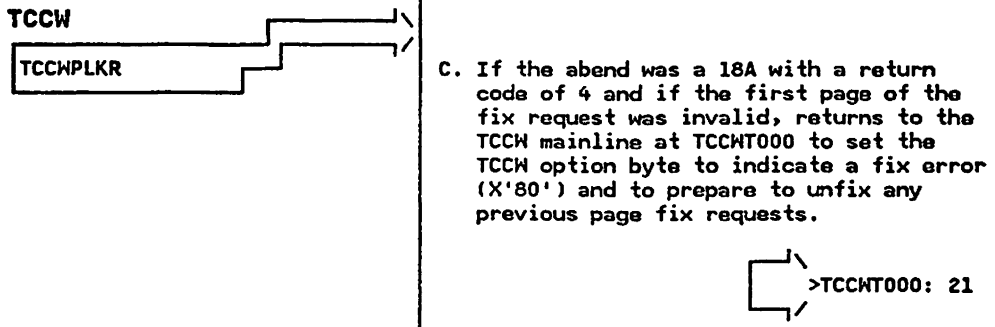 TCCW
TCCWPLKR
C. If the abend was a 18A with a return
code of 4 and if the first page of the
fix request was invalid, returns to the
TCCW mainline at TCCWT000 to set the
TCCW option byte to indicate a fix error
(X'80') and to prepare to unfix any
previous page fix requests.
>TCCWT000: 21